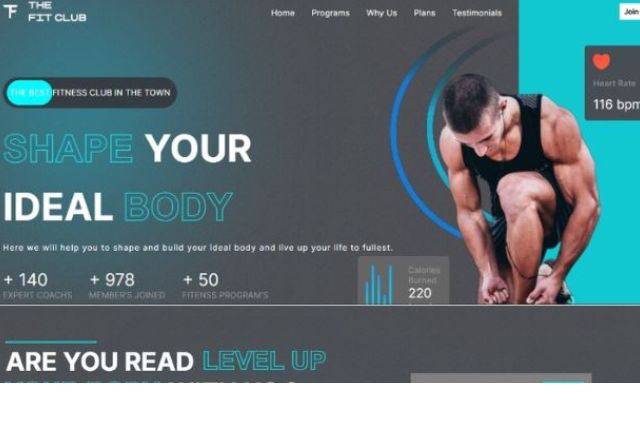 THE
FIT CLUB
Home Programs Why Us Plans Testimonials Join
THE BEST FITNESS CLUB IN THE TOWN
Heart Rate
116 bpm
SHAPE YOUR
IDEAL BODY
Here we will help you to shape and build your ideal body and live up your life to fullest.
+ 140 + 978 + 50
EXPERT COACHS MEMBER'S JOINED FITENSS PROGRAM'S
Calories
Burned
220
ARE YOU READ LEVEL UP